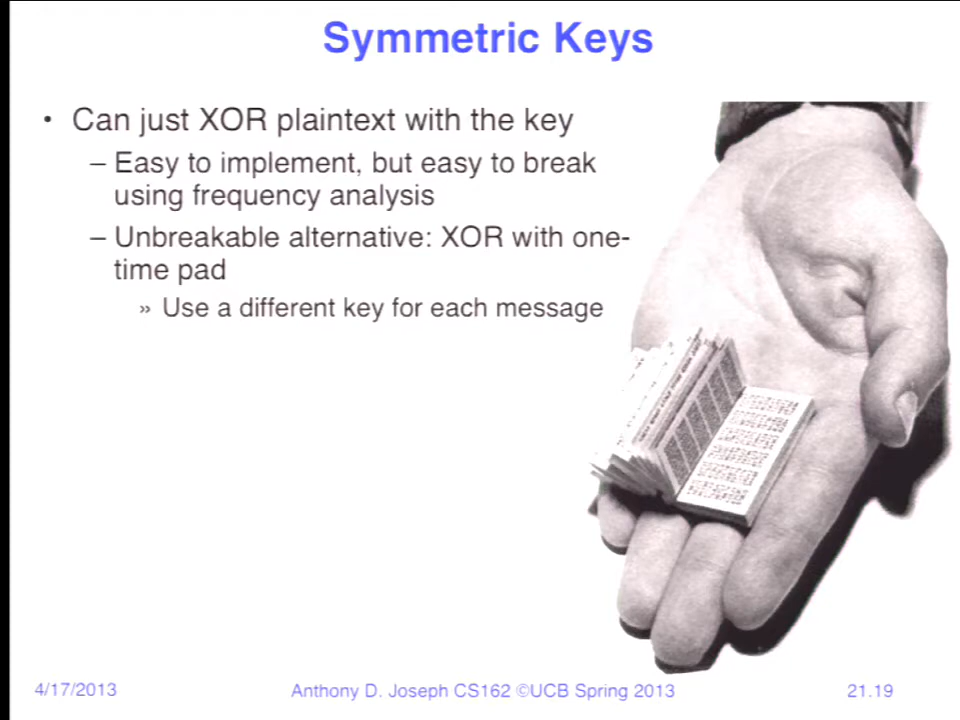 Symmetric Keys
• Can just XOR plaintext with the key
– Easy to implement, but easy to break
using frequency analysis
– Unbreakable alternative: XOR with one-
time pad
» Use a different key for each message
4/17/2013
Anthony D. Joseph CS162 ©UCB Spring 2013
21.19